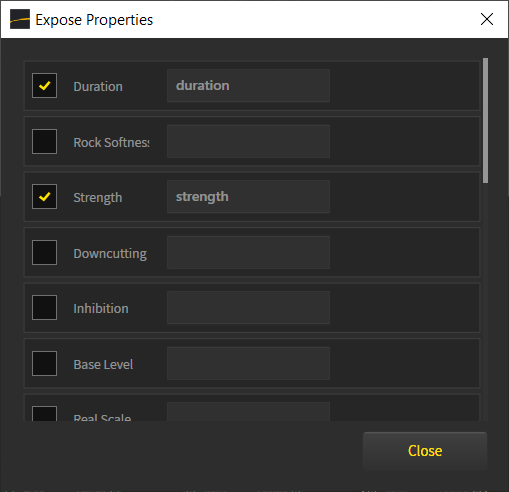 Expose Properties
Duration duration
Rock Softness
Strength strength
Downcutting
Inhibition
Base Level
Real Scale
Close